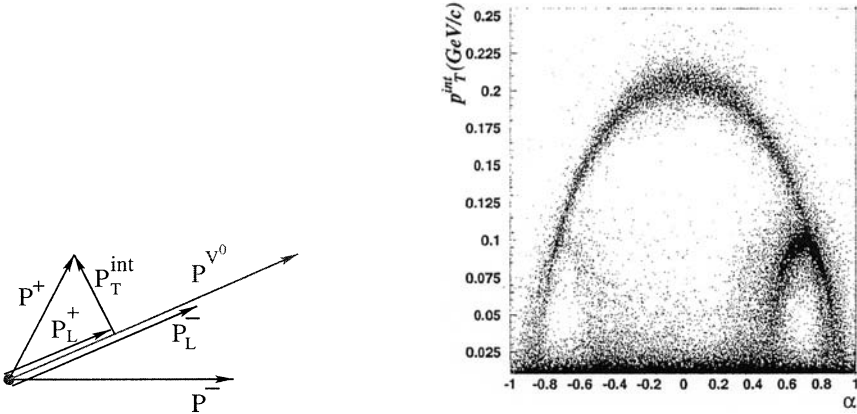 P⁺
P_T^int
P_L^+
P^V⁰
P_L^-
P^-
p_T^int (GeV/c)
0.25
0.225
0.2
0.175
0.15
0.125
0.1
0.075
0.05
0.025
-1 -0.8 -0.6 -0.4 -0.2 0 0.2 0.4 0.6 0.8 1
α